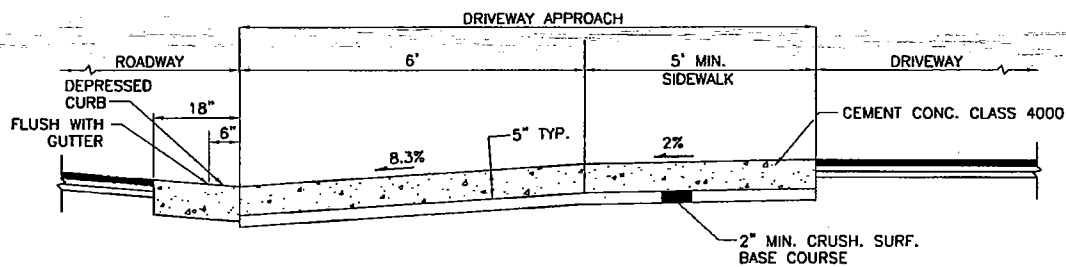 DRIVEWAY APPROACH
ROADWAY
6'
5' MIN.
SIDEWALK
DRIVEWAY
DEPRESSED
CURB
18"
FLUSH WITH
GUTTER
6"
5" TYP.
CEMENT CONC. CLASS 4000
8.3%
2%
2" MIN. CRUSH. SURF.
BASE COURSE